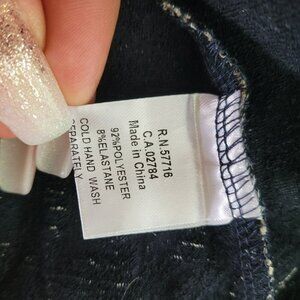 R.N.57716
C.A.02784
Made in China
92%POLYESTER
8%ELASTANE
COLD HAND WASH
SEPARATELY